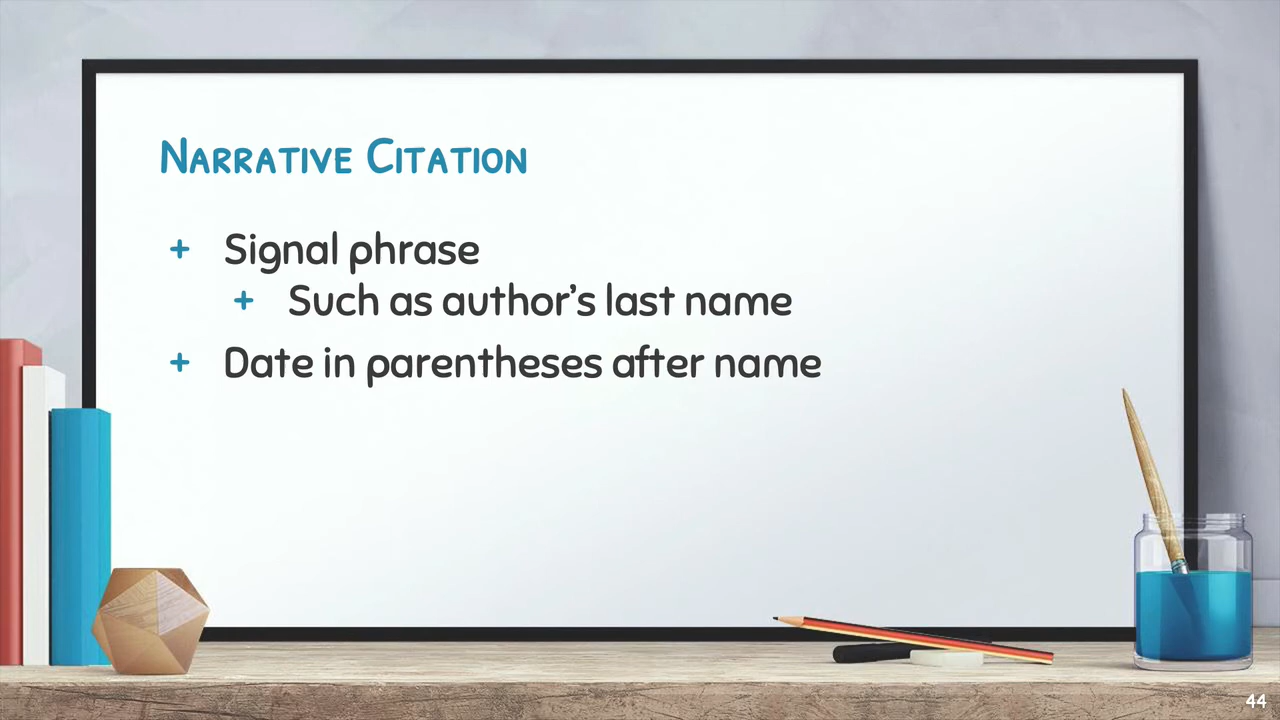 Narrative Citation
+ Signal phrase
+ Such as author's last name
+ Date in parentheses after name
44